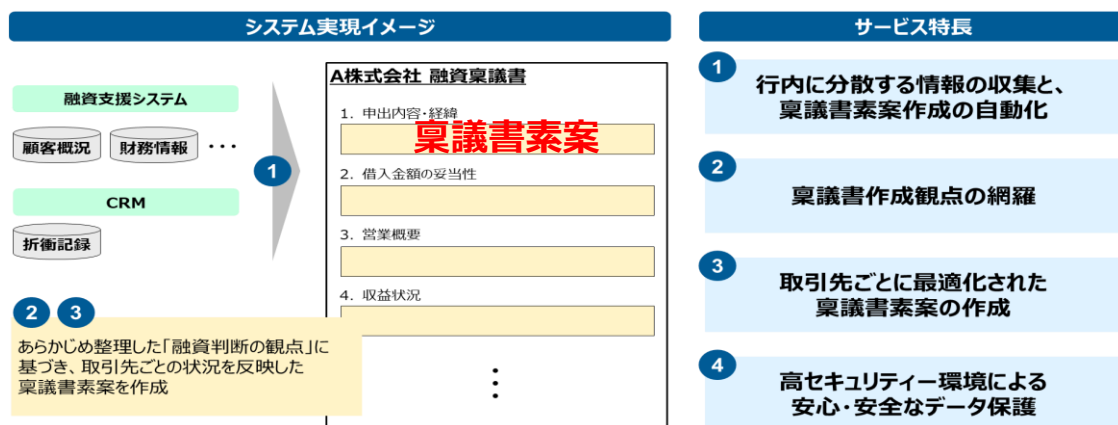 システム実現イメージ
融資支援システム
顧客概況
財務情報
・・・
CRM
折衝記録
1
A株式会社 融資稟議書
1. 申出内容・経緯
稟議書素案
2. 借入金額の妥当性
3. 営業概要
4. 収益状況
2
3
あらかじめ整理した「融資判断の観点」に
基づき、取引先ごとの状況を反映した
稟議書素案を作成
サービス特長
1
行内に分散する情報の収集と、
稟議書素案作成の自動化
2
稟議書作成観点の網羅
3
取引先ごとに最適化された
稟議書素案の作成
4
高セキュリティー環境による
安心・安全なデータ保護